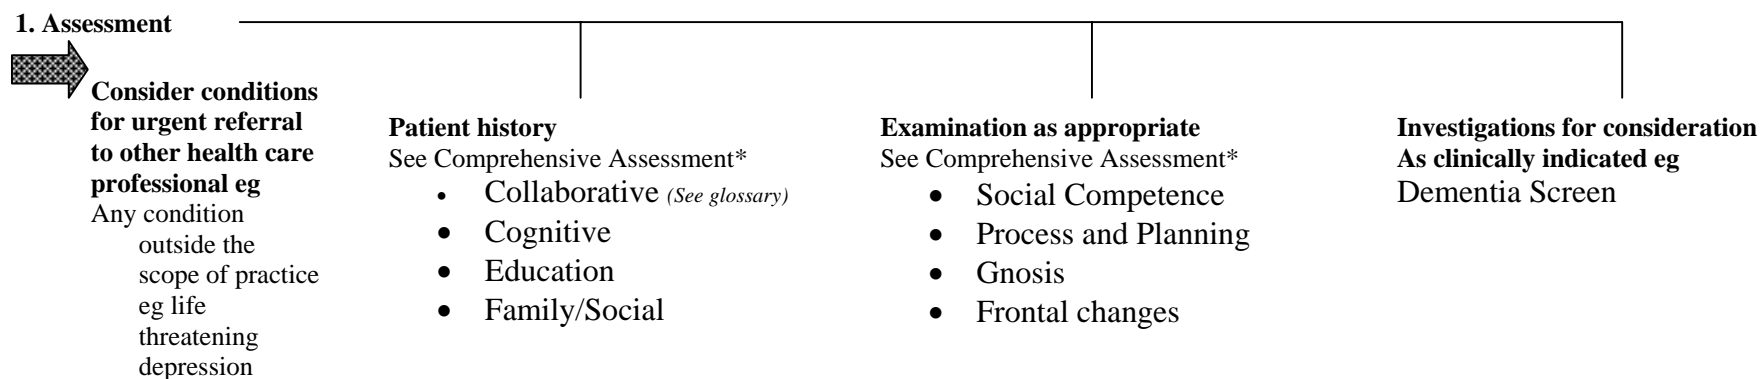 1. Assessment
Consider conditions
for urgent referral
to other health care
professional eg
Any condition
outside the
scope of practice
eg life
threatening
depression
Patient history
See Comprehensive Assessment*
• Collaborative (See glossary)
• Cognitive
• Education
• Family/Social
Examination as appropriate
See Comprehensive Assessment*
• Social Competence
• Process and Planning
• Gnosis
• Frontal changes
Investigations for consideration
As clinically indicated eg
Dementia Screen